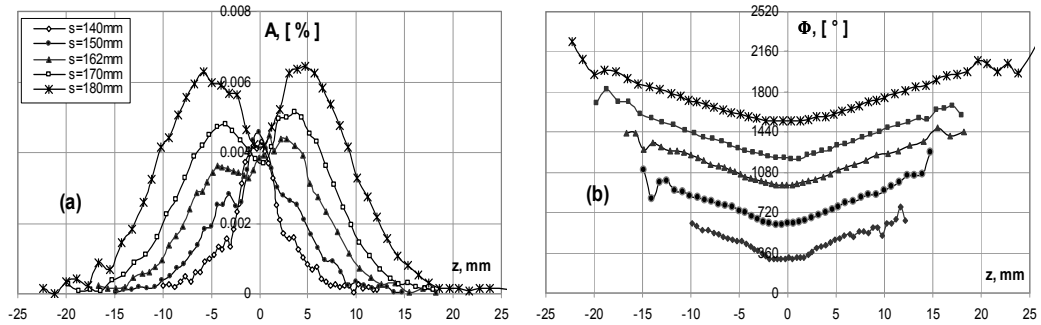 s=140mm
s=150mm
s=162mm
s=170mm
s=180mm
A, [ % ]
0.008
0.006
0.004
0.002
0
(a)
z, mm
-25 -20 -15 -10 -5 0 5 10 15 20 25
Φ, [ ° ]
2520
2160
1800
1440
1080
720
360
0
(b)
z, mm
-25 -20 -15 -10 -5 0 5 10 15 20 25